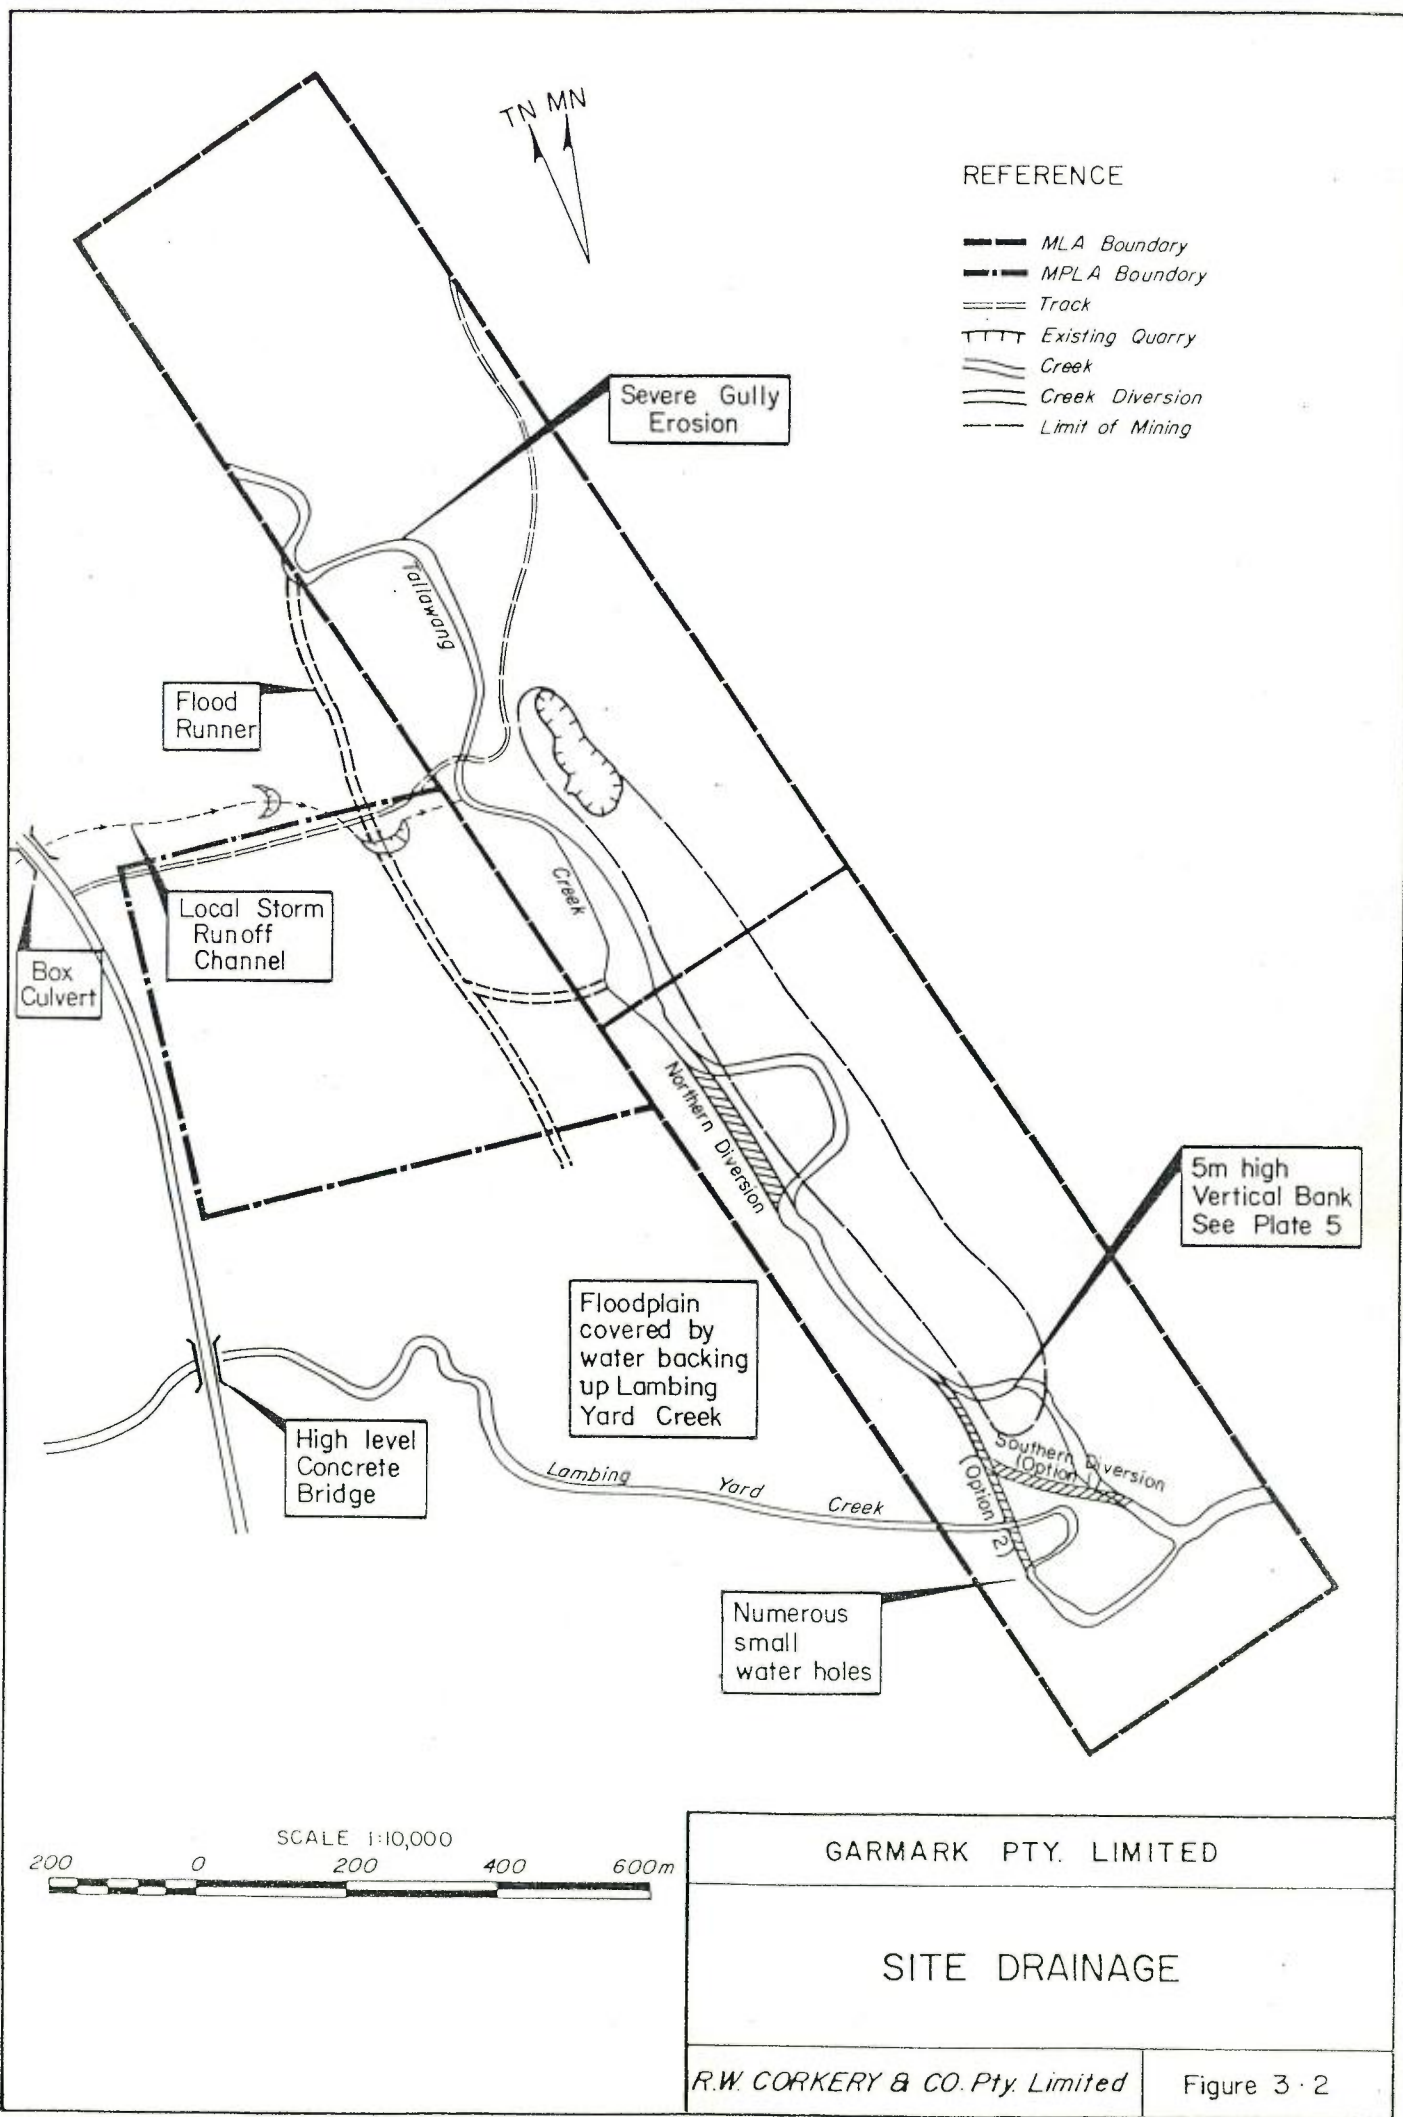 TN MN
REFERENCE
MLA Boundary
MPLA Boundary
Track
Existing Quarry
Creek
Creek Diversion
Limit of Mining
Severe Gully
Erosion
Tallawang
Flood
Runner
Creek
Local Storm
Runoff
Channel
Box
Culvert
Northern Diversion
5m high
Vertical Bank
See Plate 5
Floodplain
covered by
water backing
up Lambing
Yard Creek
High level
Concrete
Bridge
Southern Diversion
(Option 1)
(Option 2)
Lambing Yard Creek
Numerous
small
water holes
SCALE 1:10,000
200 0 200 400 600m
GARMARK PTY. LIMITED
SITE DRAINAGE
R.W. CORKERY & CO. Pty. Limited
Figure 3·2